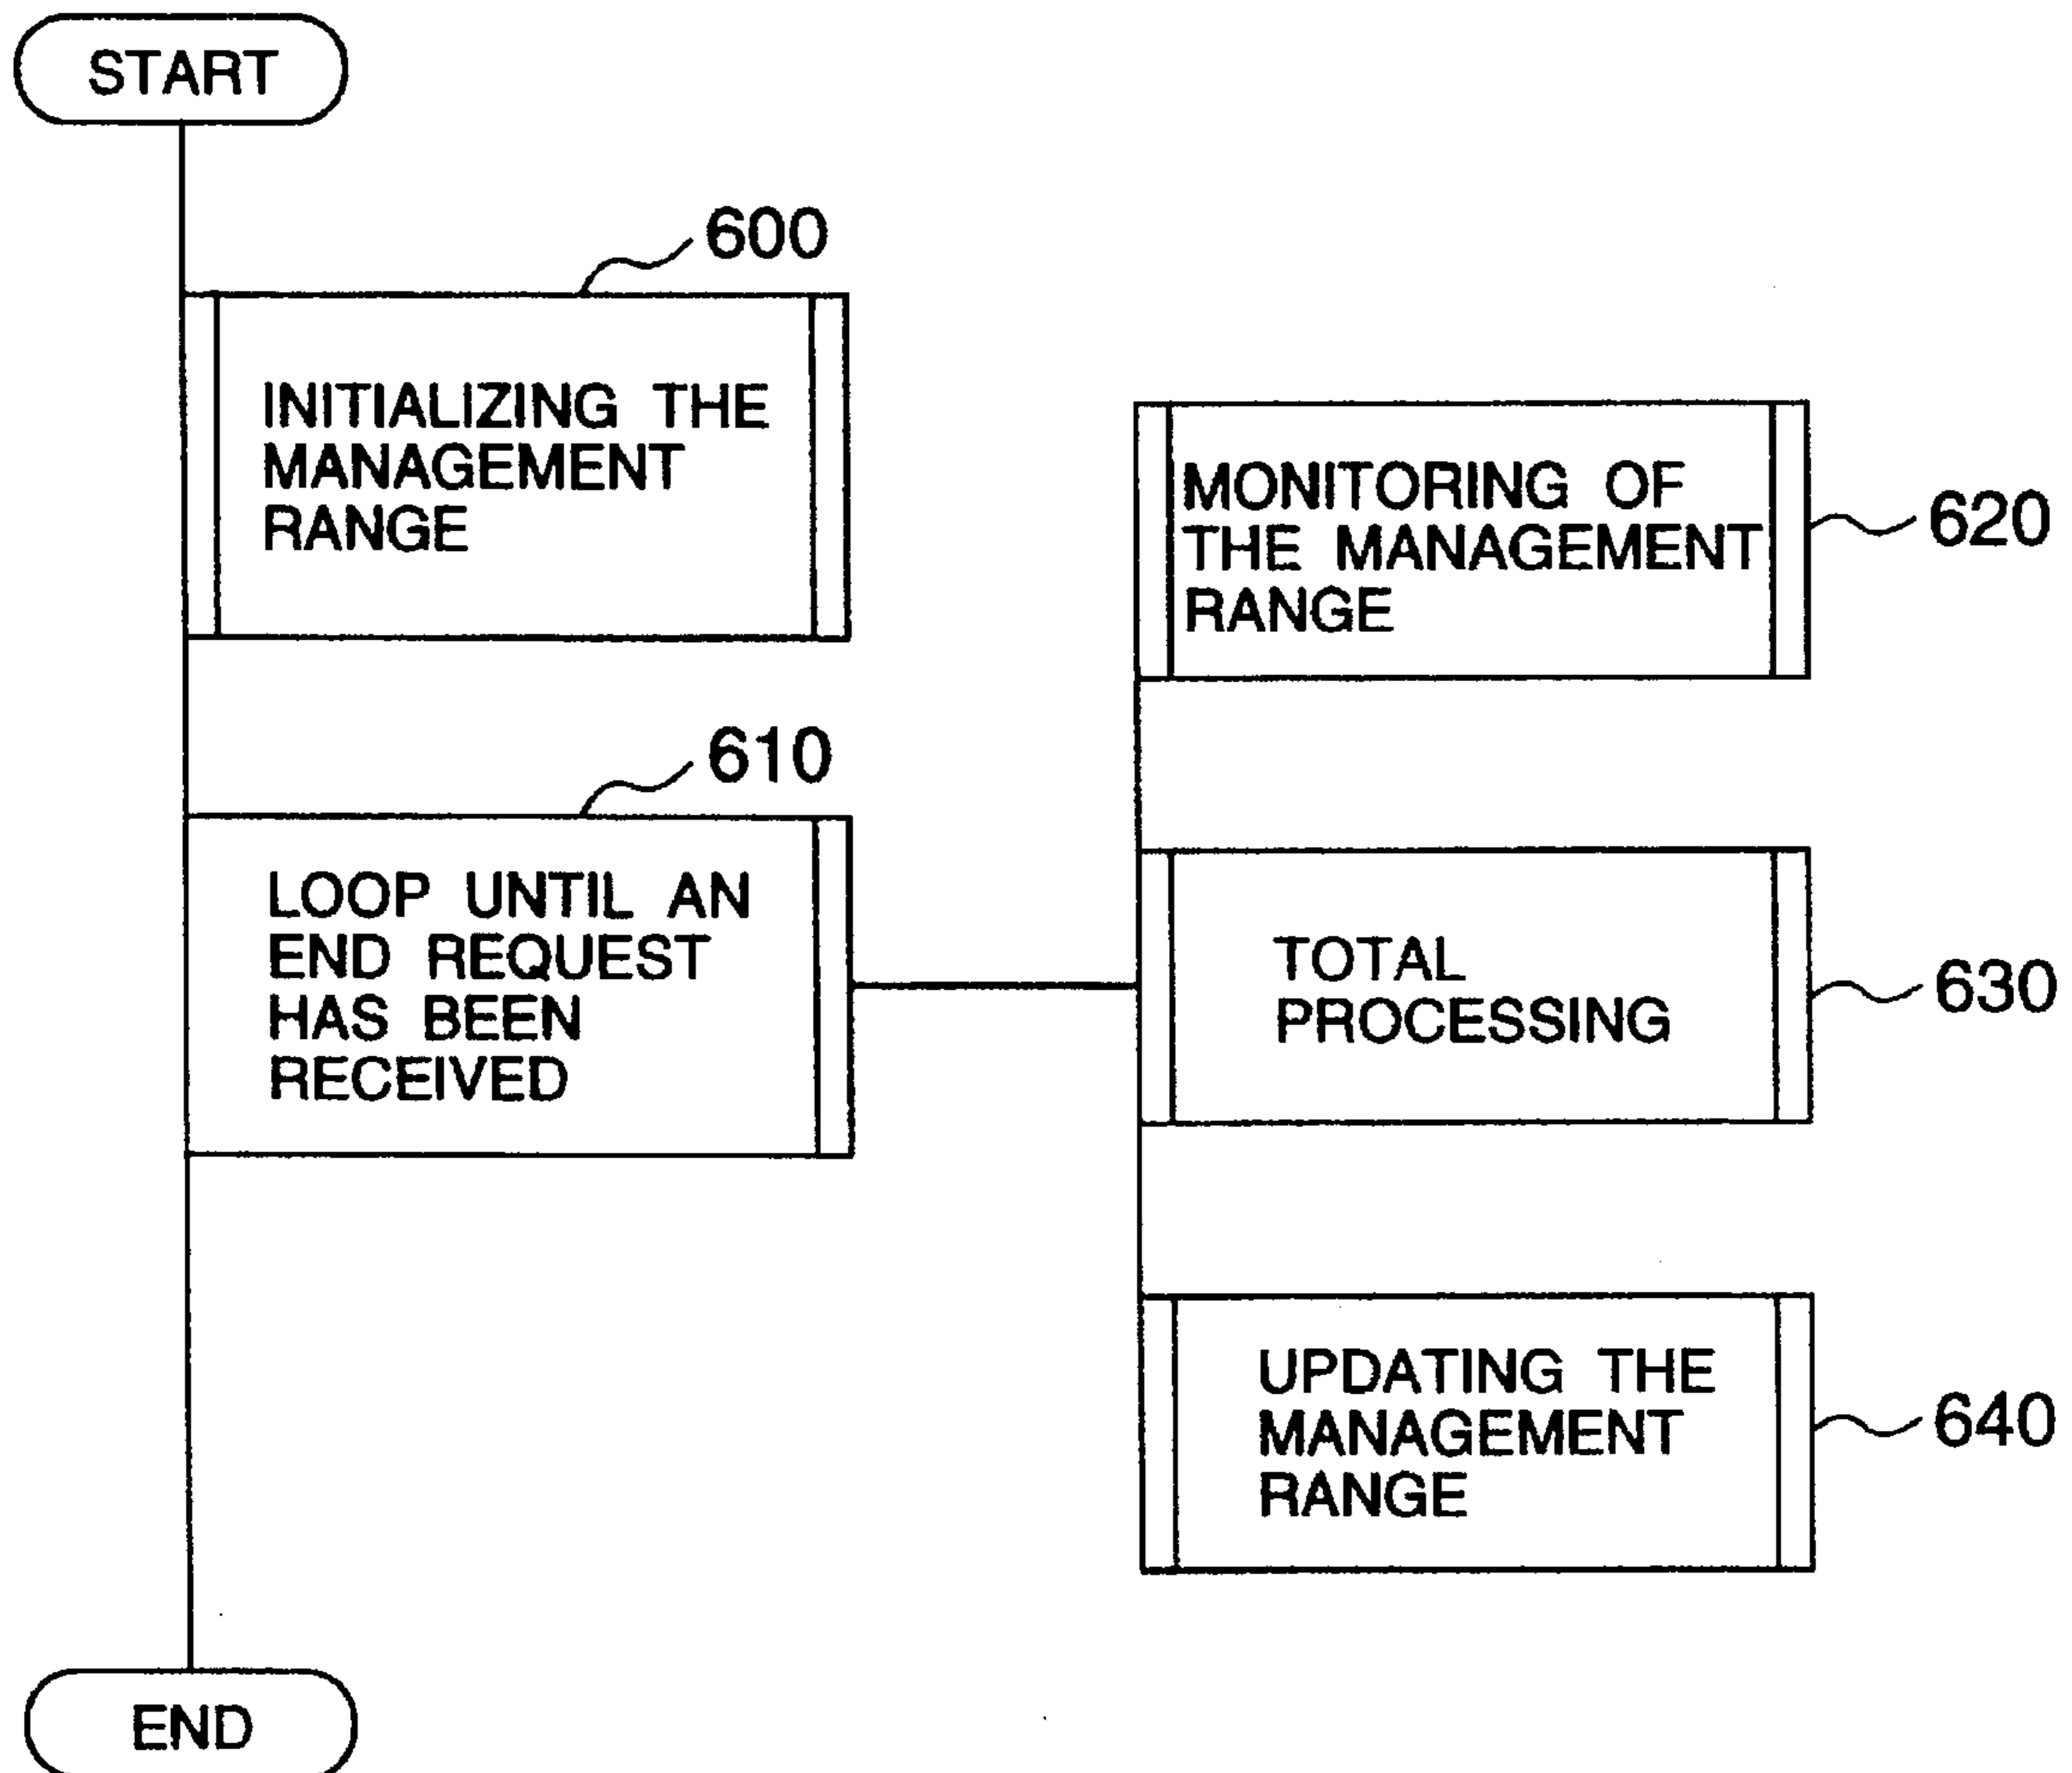 START
600
INITIALIZING THE
MANAGEMENT
RANGE
610
LOOP UNTIL AN
END REQUEST
HAS BEEN
RECEIVED
MONITORING OF
THE MANAGEMENT
RANGE
620
TOTAL
PROCESSING
630
UPDATING THE
MANAGEMENT
RANGE
640
END